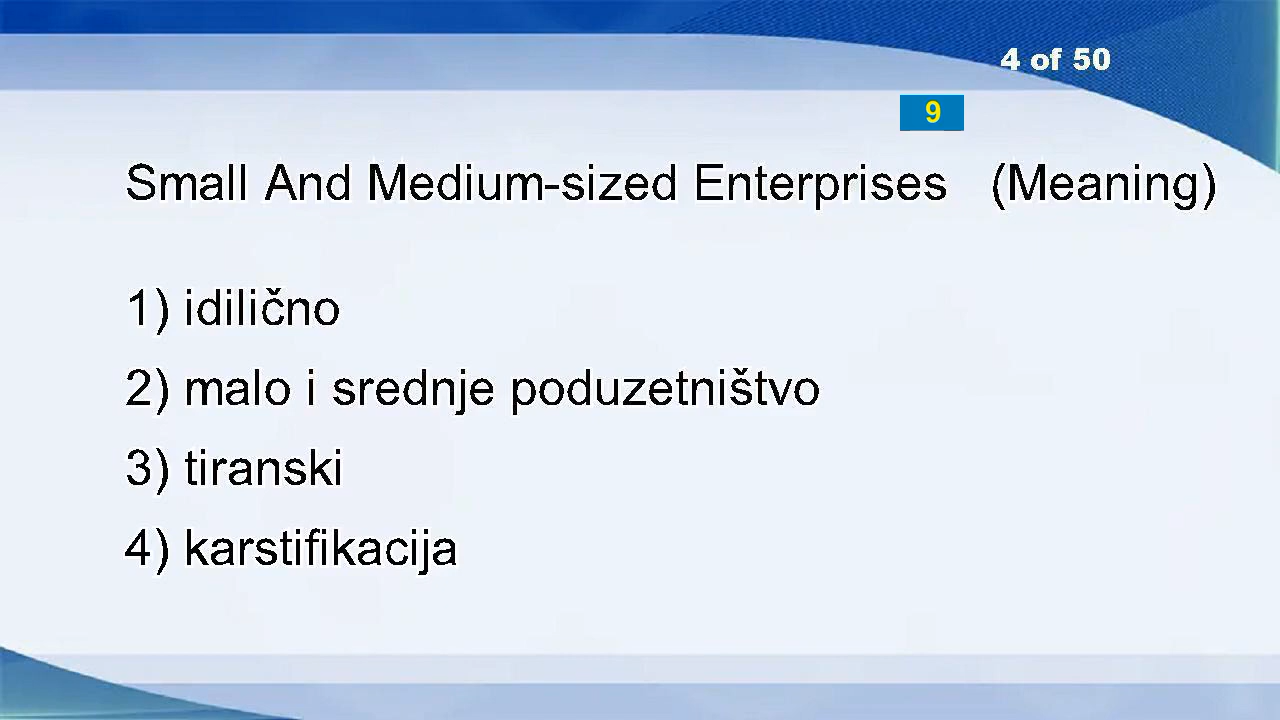 4 of 50
9
Small And Medium-sized Enterprises (Meaning)
1) idilično
2) malo i srednje poduzetništvo
3) tiranski
4) karstifikacija